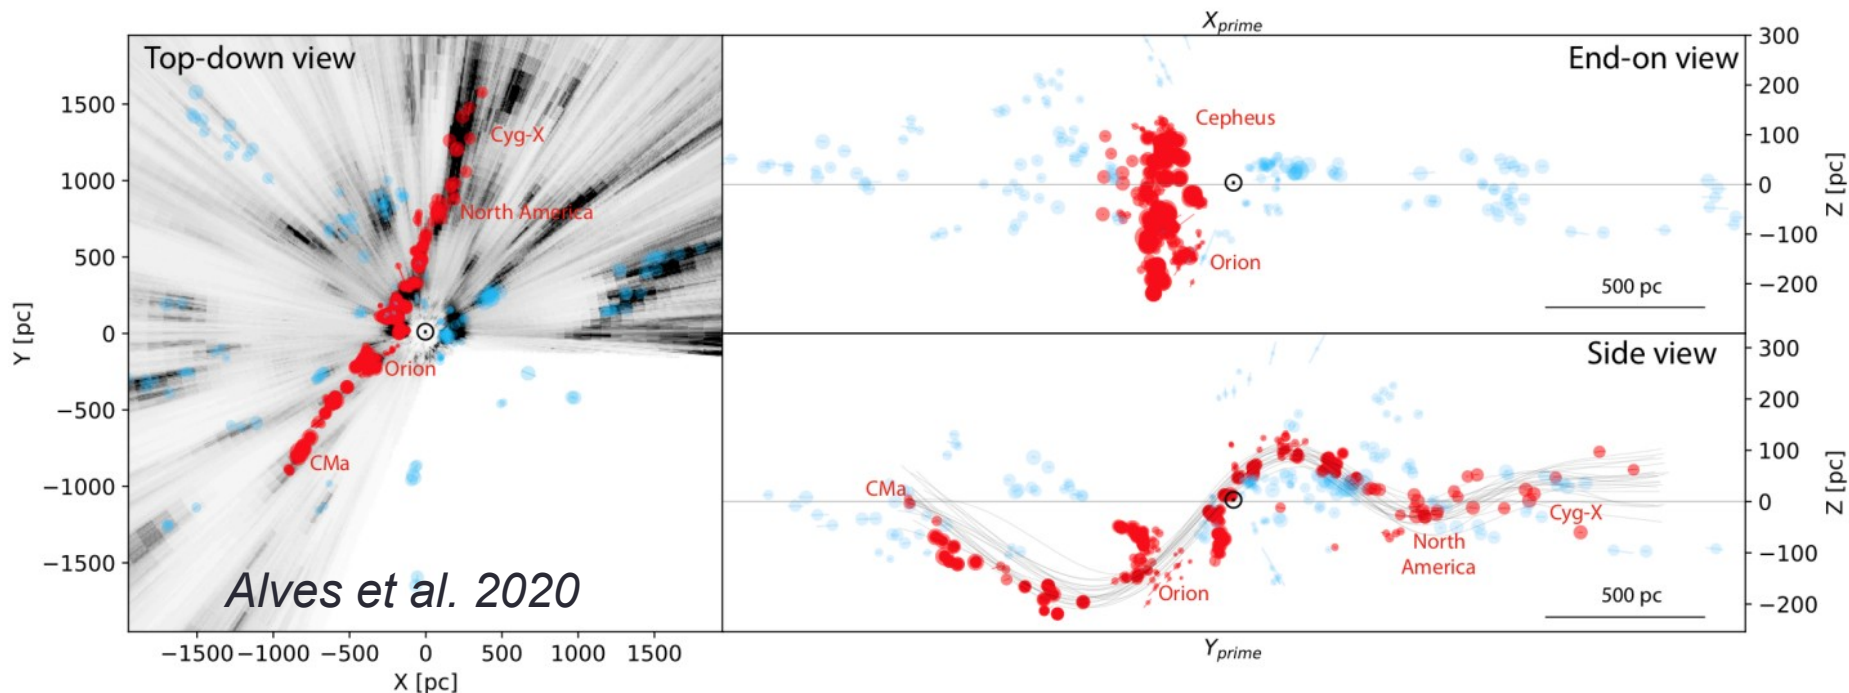 Top-down view
1500
1000
500
0
−500
−1000
−1500
Y [pc]
−1500
−1000
−500
0
500
1000
1500
X [pc]
Cyg-X
North America
Orion
CMa
Alves et al. 2020
X_prime
End-on view
Cepheus
Orion
500 pc
300
200
100
0
−100
−200
Z [pc]
Side view
CMa
Orion
North
America
Cyg-X
500 pc
300
200
100
0
−100
−200
Z [pc]
Y_prime